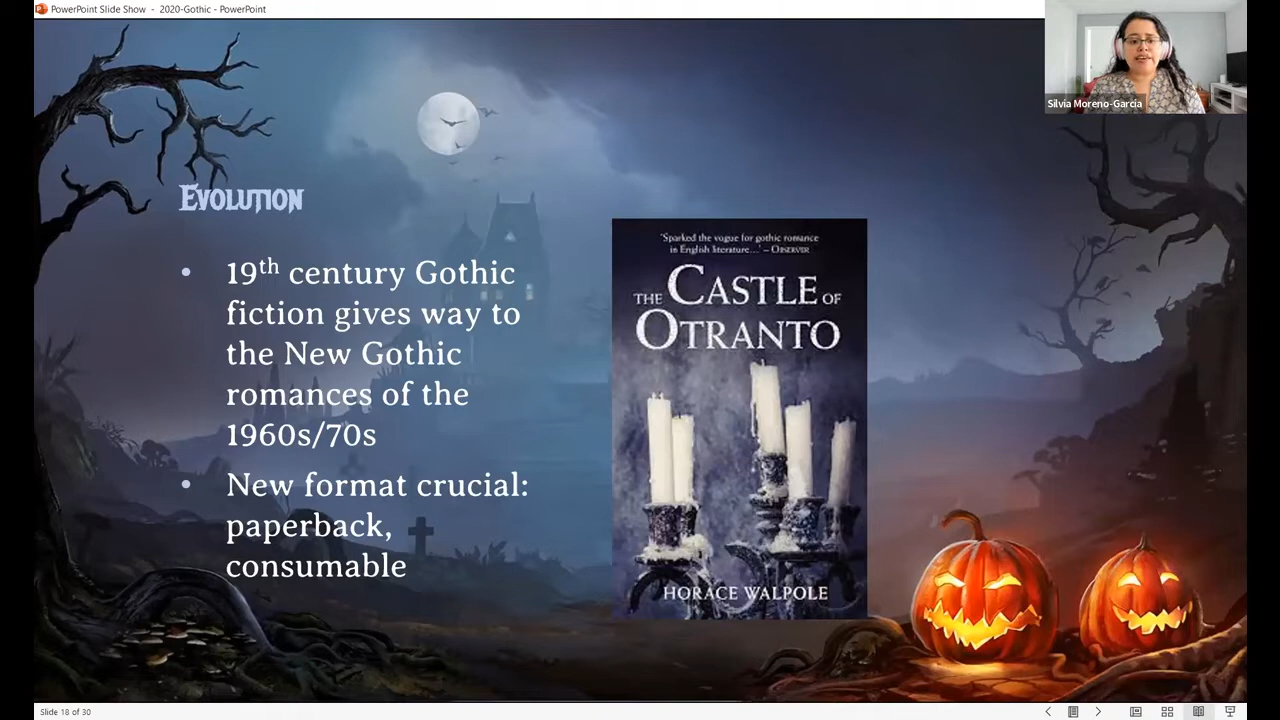 PowerPoint Slide Show - 2020-Gothic - PowerPoint
Silvia Moreno-Garcia
EVOLUTION
• 19th century Gothic
fiction gives way to
the New Gothic
romances of the
1960s/70s
• New format crucial:
paperback,
consumable
'Sparked the vogue for gothic romance
in English literature...' – OBSERVER
THE CASTLE OF
OTRANTO
HORACE WALPOLE
Slide 18 of 30